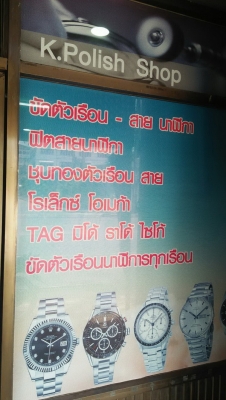 K.Polish Shop
ขัดตัวเรือน - สาย นาฬิกา
ฟิตสายนาฬิกา
ชุบทองตัวเรือน สาย
โรเล็กซ์ โอเมก้า
TAG มิโด้ ราโด้ ไซโก้
ขัดตัวเรือนนาฬิการทุกเรือน